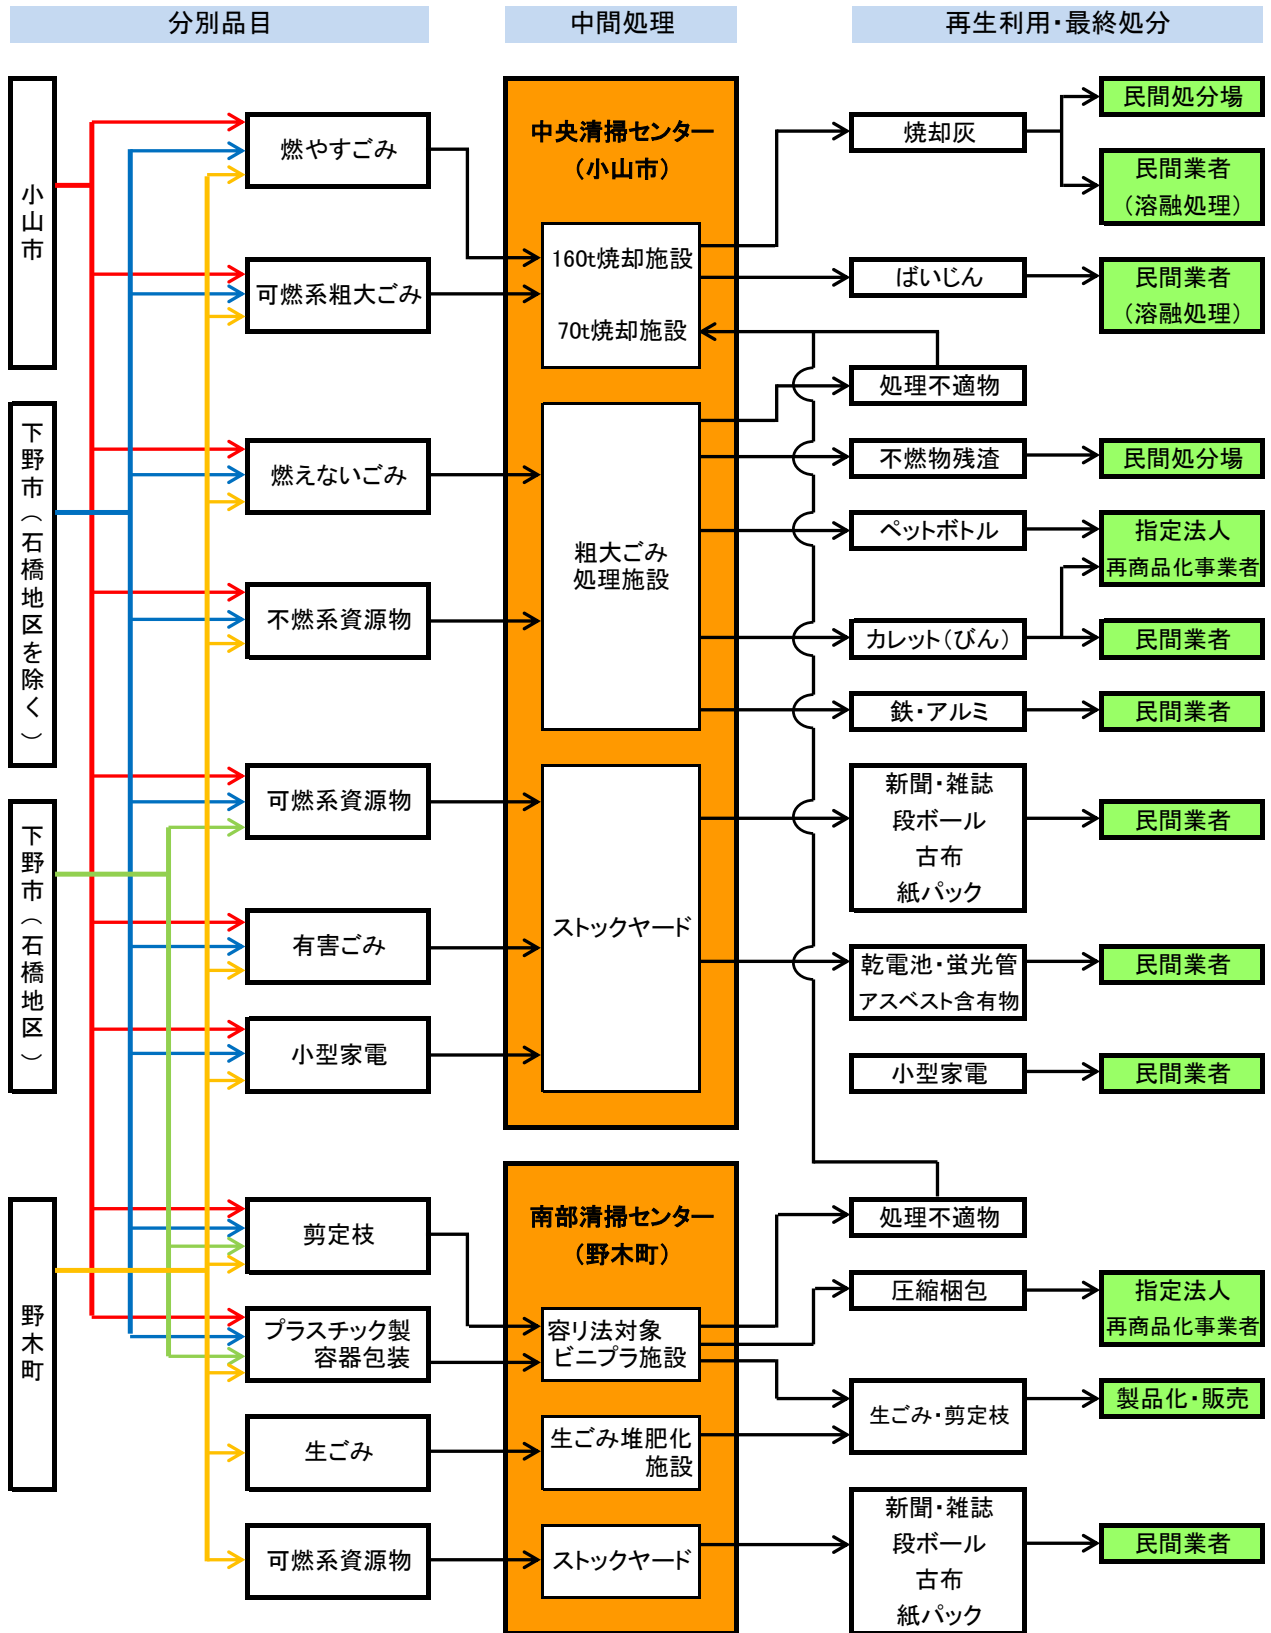 分別品目
中間処理
再生利用・最終処分
小山市
下野市（石橋地区を除く）
下野市（石橋地区）
野木町
燃やすごみ
可燃系粗大ごみ
燃えないごみ
不燃系資源物
可燃系資源物
有害ごみ
小型家電
剪定枝
プラスチック製
容器包装
生ごみ
可燃系資源物
中央清掃センター
（小山市）
160t焼却施設
70t焼却施設
粗大ごみ
処理施設
ストックヤード
南部清掃センター
（野木町）
容リ法対象
ビニプラ施設
生ごみ堆肥化
施設
ストックヤード
焼却灰
ばいじん
処理不適物
不燃物残渣
ペットボトル
カレット（びん）
鉄・アルミ
新聞・雑誌
段ボール
古布
紙パック
乾電池・蛍光管
アスベスト含有物
小型家電
処理不適物
圧縮梱包
生ごみ・剪定枝
新聞・雑誌
段ボール
古布
紙パック
民間処分場
民間業者
（溶融処理）
民間業者
（溶融処理）
民間処分場
指定法人
再商品化事業者
民間業者
民間業者
民間業者
民間業者
民間業者
指定法人
再商品化事業者
製品化・販売
民間業者